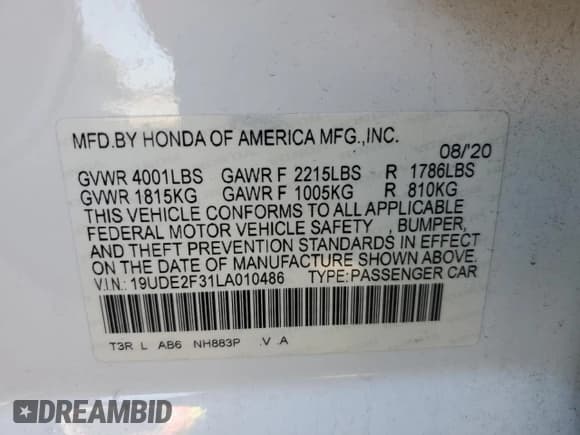 MFD.BY HONDA OF AMERICA MFG.,INC.
08/'20
GVWR 4001LBS GAWR F 2215LBS R 1786LBS
GVWR 1815KG GAWR F 1005KG R 810KG
THIS VEHICLE CONFORMS TO ALL APPLICABLE
FEDERAL MOTOR VEHICLE SAFETY , BUMPER,
AND THEFT PREVENTION STANDARDS IN EFFECT
ON THE DATE OF MANUFACTURE SHOWN ABOVE.
V.I.N.: 19UDE2F31LA010486 TYPE:PASSENGER CAR
T3R L AB6 NH883P .V .A
DREAMBID